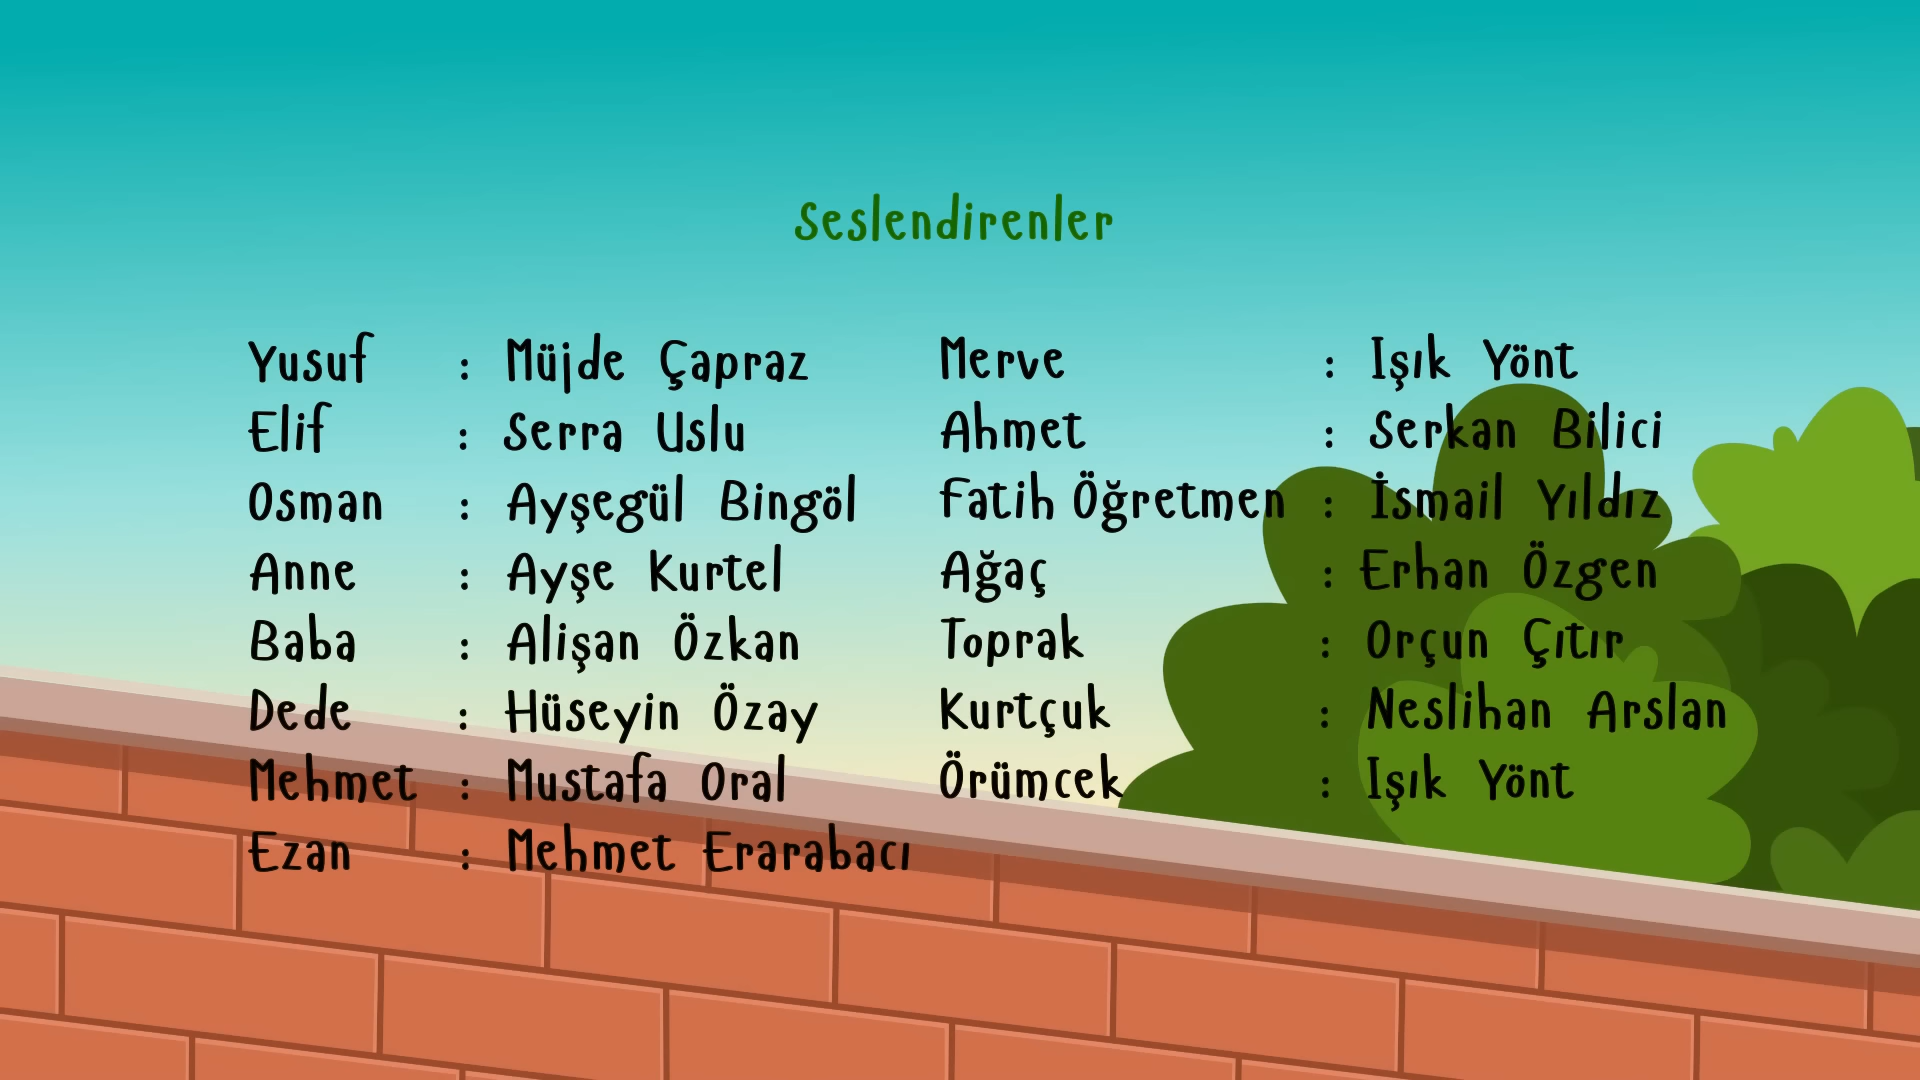 Seslendirenler
Yusuf : Müjde Çapraz
Elif : Serra Uslu
Osman : Ayşegül Bingöl
Anne : Ayşe Kurtel
Baba : Alişan Özkan
Dede : Hüseyin Özay
Mehmet : Mustafa Oral
Ezan : Mehmet Erarabacı
Merve : Işık Yönt
Ahmet : Serkan Bilici
Fatih Öğretmen : İsmail Yıldız
Ağaç : Erhan Özgen
Toprak : Orçun Çıtır
Kurtçuk : Neslihan Arslan
Örümcek : Işık Yönt